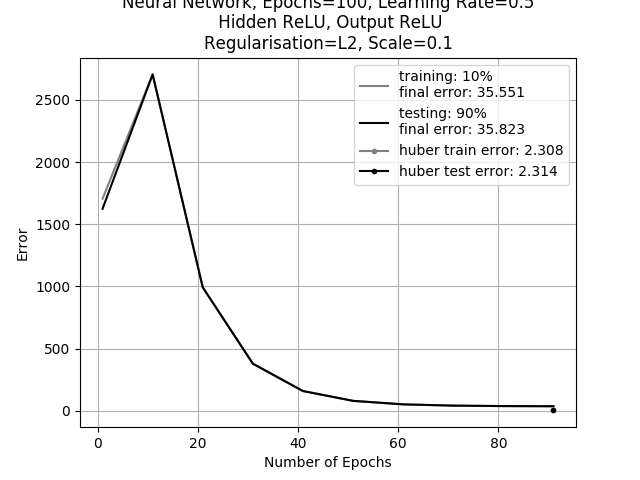 Neural Network, Epochs=100, Learning Rate=0.5
Hidden ReLU, Output ReLU
Regularisation=L2, Scale=0.1
training: 10%
final error: 35.551
testing: 90%
final error: 35.823
huber train error: 2.308
huber test error: 2.314
Error
2500
2000
1500
1000
500
0
0 20 40 60 80
Number of Epochs